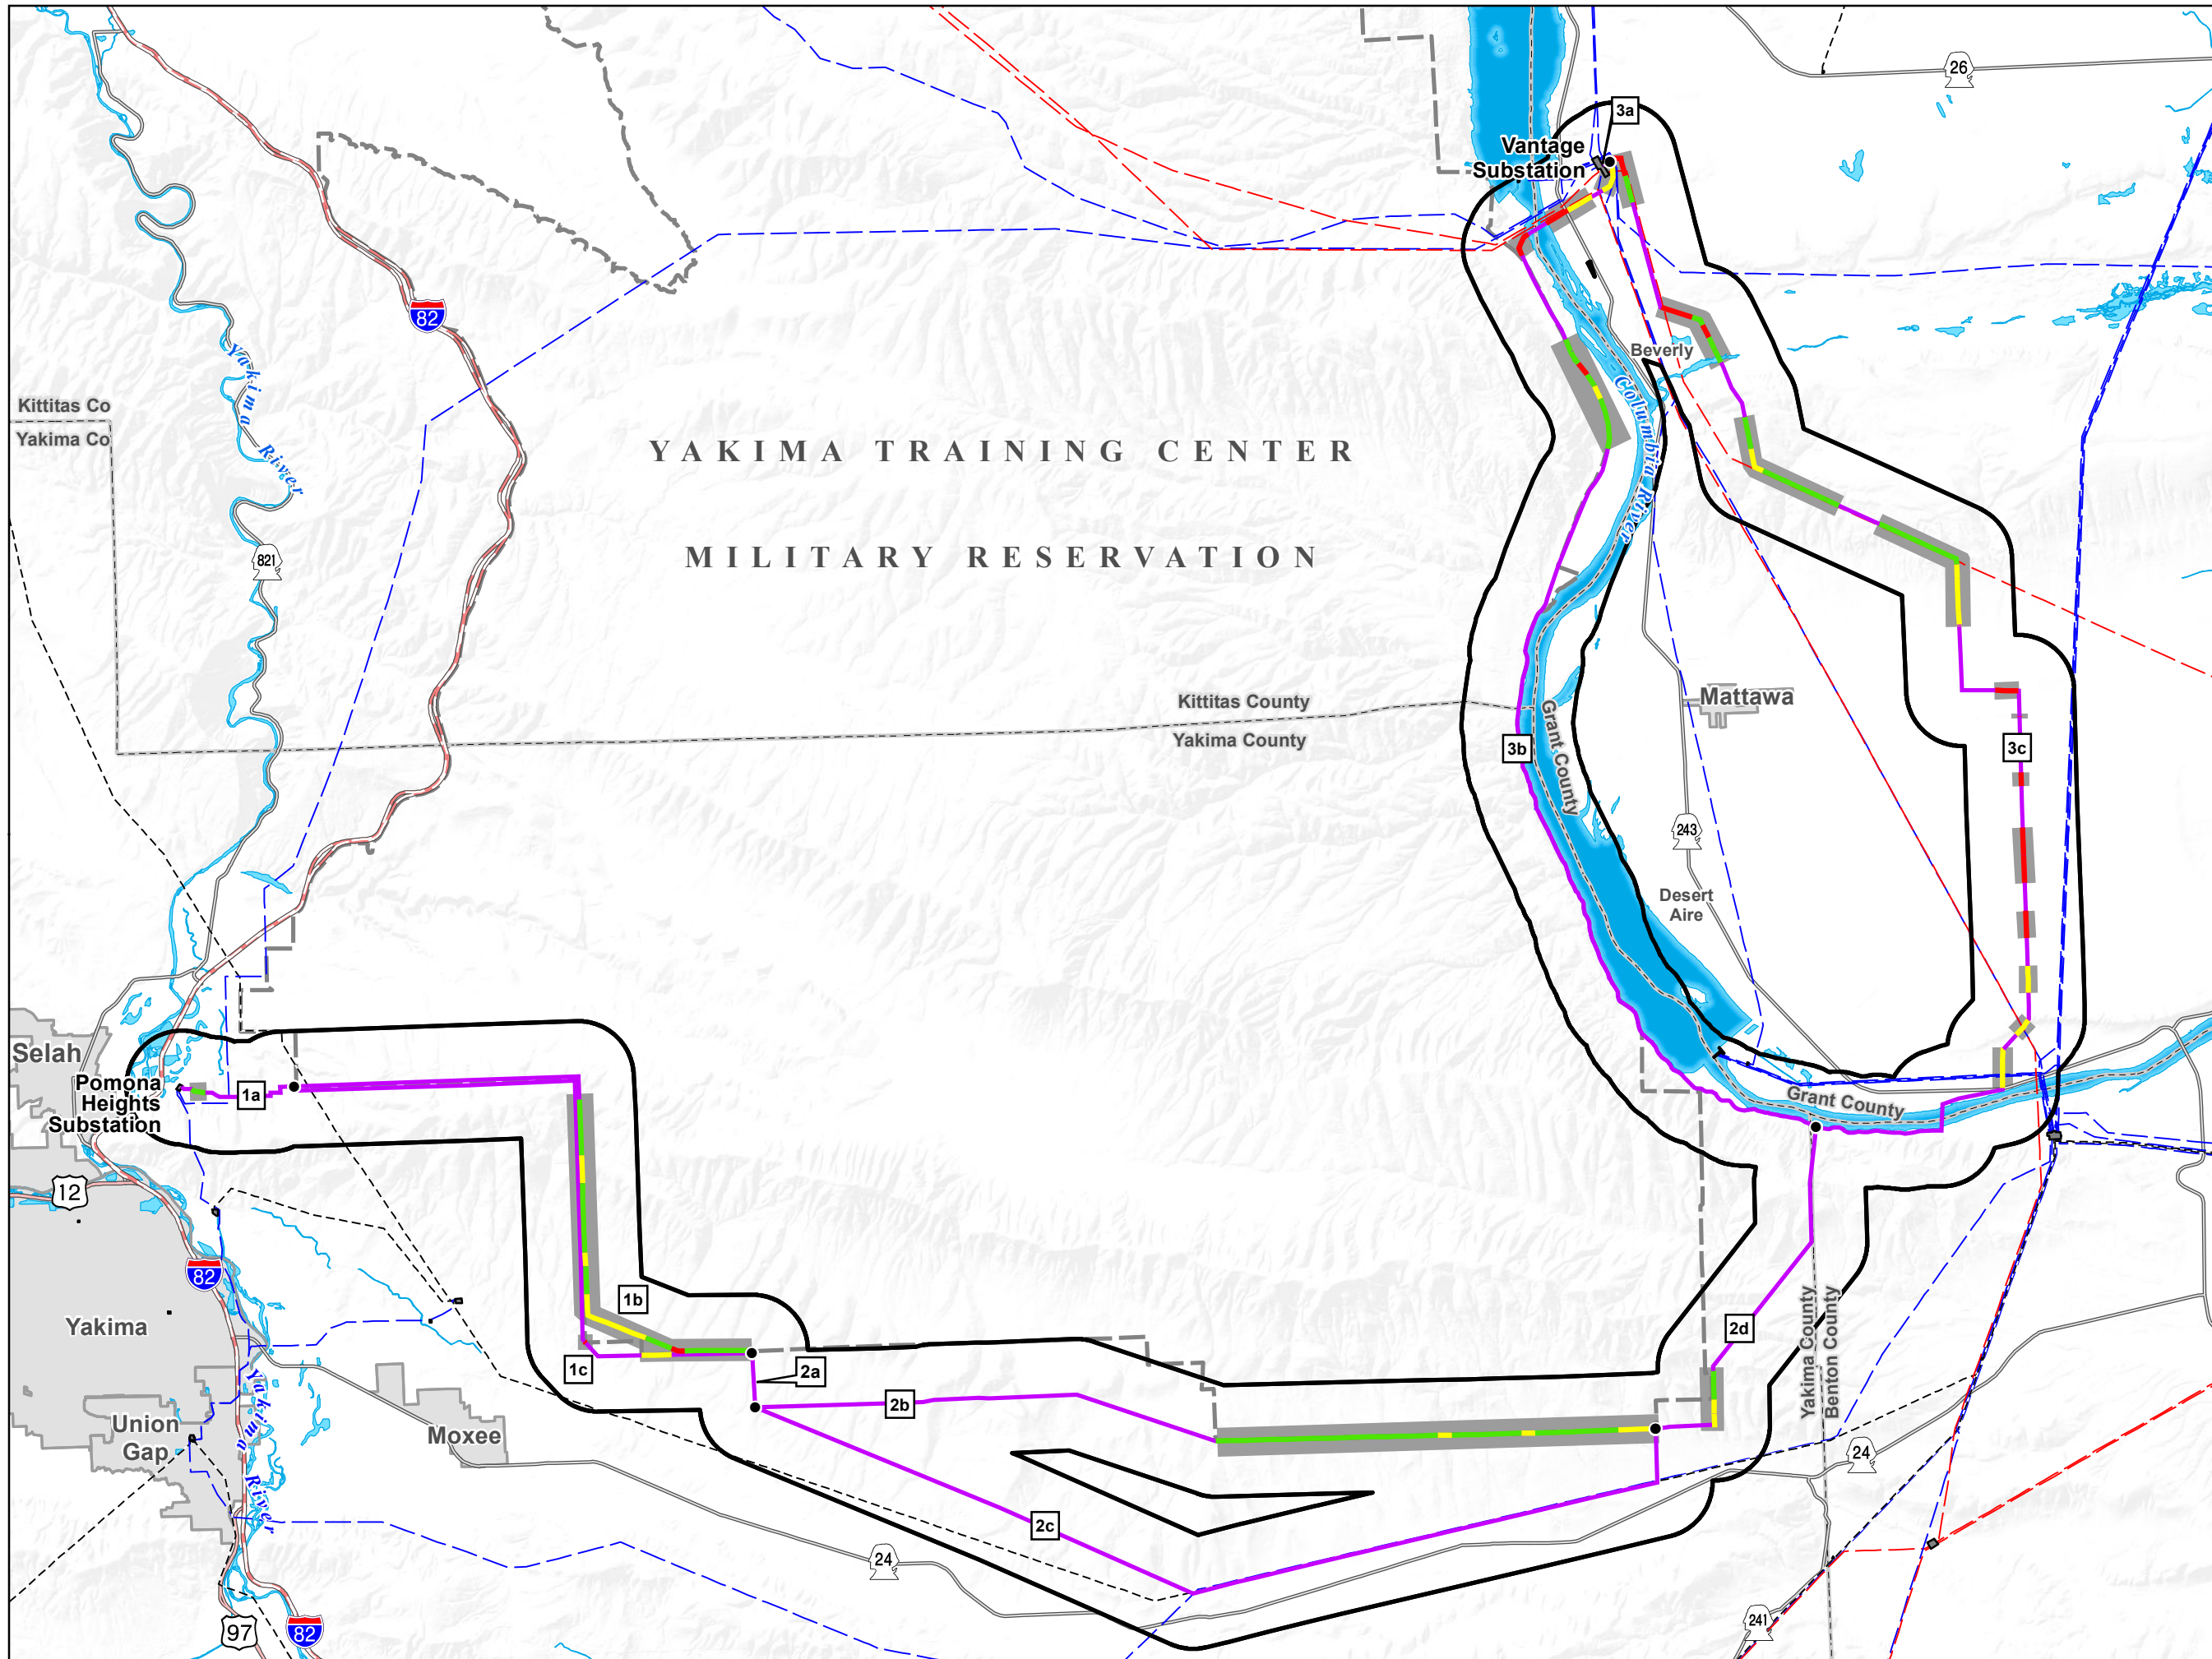 26
3a
Vantage
Substation
82
Beverly
Yakima
River
Columbia River
Kittitas Co
Yakima Co
YAKIMA TRAINING CENTER
MILITARY RESERVATION
821
Kittitas County
Yakima County
Mattawa
3b
Grant County
3c
243
Desert
Aire
Selah
Pomona
Heights
Substation
1a
Grant County
12
82
1b
Yakima
1c
2a
2b
2d
Yakima County
Benton County
Union
Gap
Moxee
Yakima River
2c
24
24
97
82
241